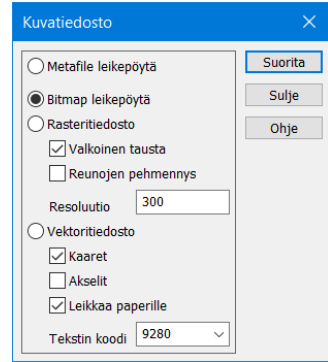 Kuvatiedosto
Metafile leikepöytä
Suorita
Bitmap leikepöytä
Sulje
Rasteritiedosto
Ohje
Valkoinen tausta
Reunojen pehmennys
Resoluutio 300
Vektoritiedosto
Kaaret
Akselit
Leikkaa paperille
Tekstin koodi 9280